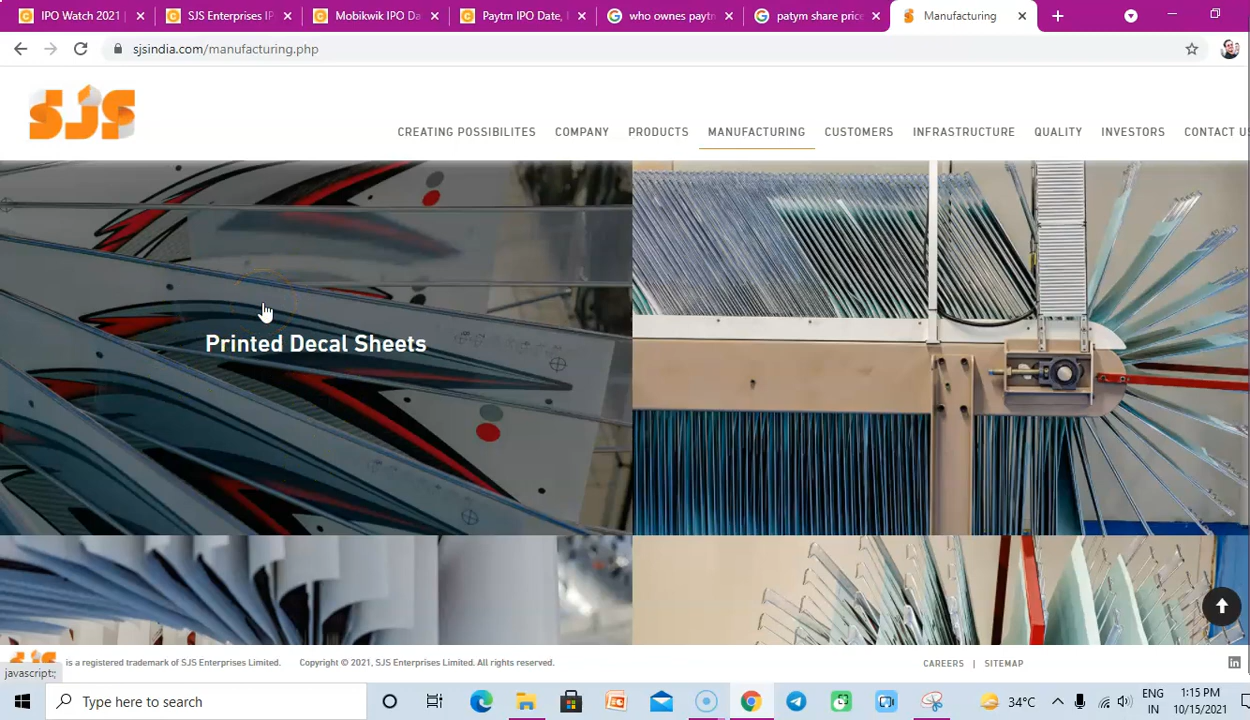 IPO Watch 2021 |
SJS Enterprises IP
Mobikwik IPO Da
Paytm IPO Date, 
who ownes paytm
patym share price
Manufacturing
sjsindia.com/manufacturing.php
SJS
CREATING POSSIBILITES
COMPANY
PRODUCTS
MANUFACTURING
CUSTOMERS
INFRASTRUCTURE
QUALITY
INVESTORS
CONTACT US
Printed Decal Sheets
is a registered trademark of SJS Enterprises Limited.
Copyright © 2021, SJS Enterprises Limited. All rights reserved.
CAREERS | SITEMAP
javascript:;
Type here to search
34°C
ENG
IN
1:15 PM
10/15/2021